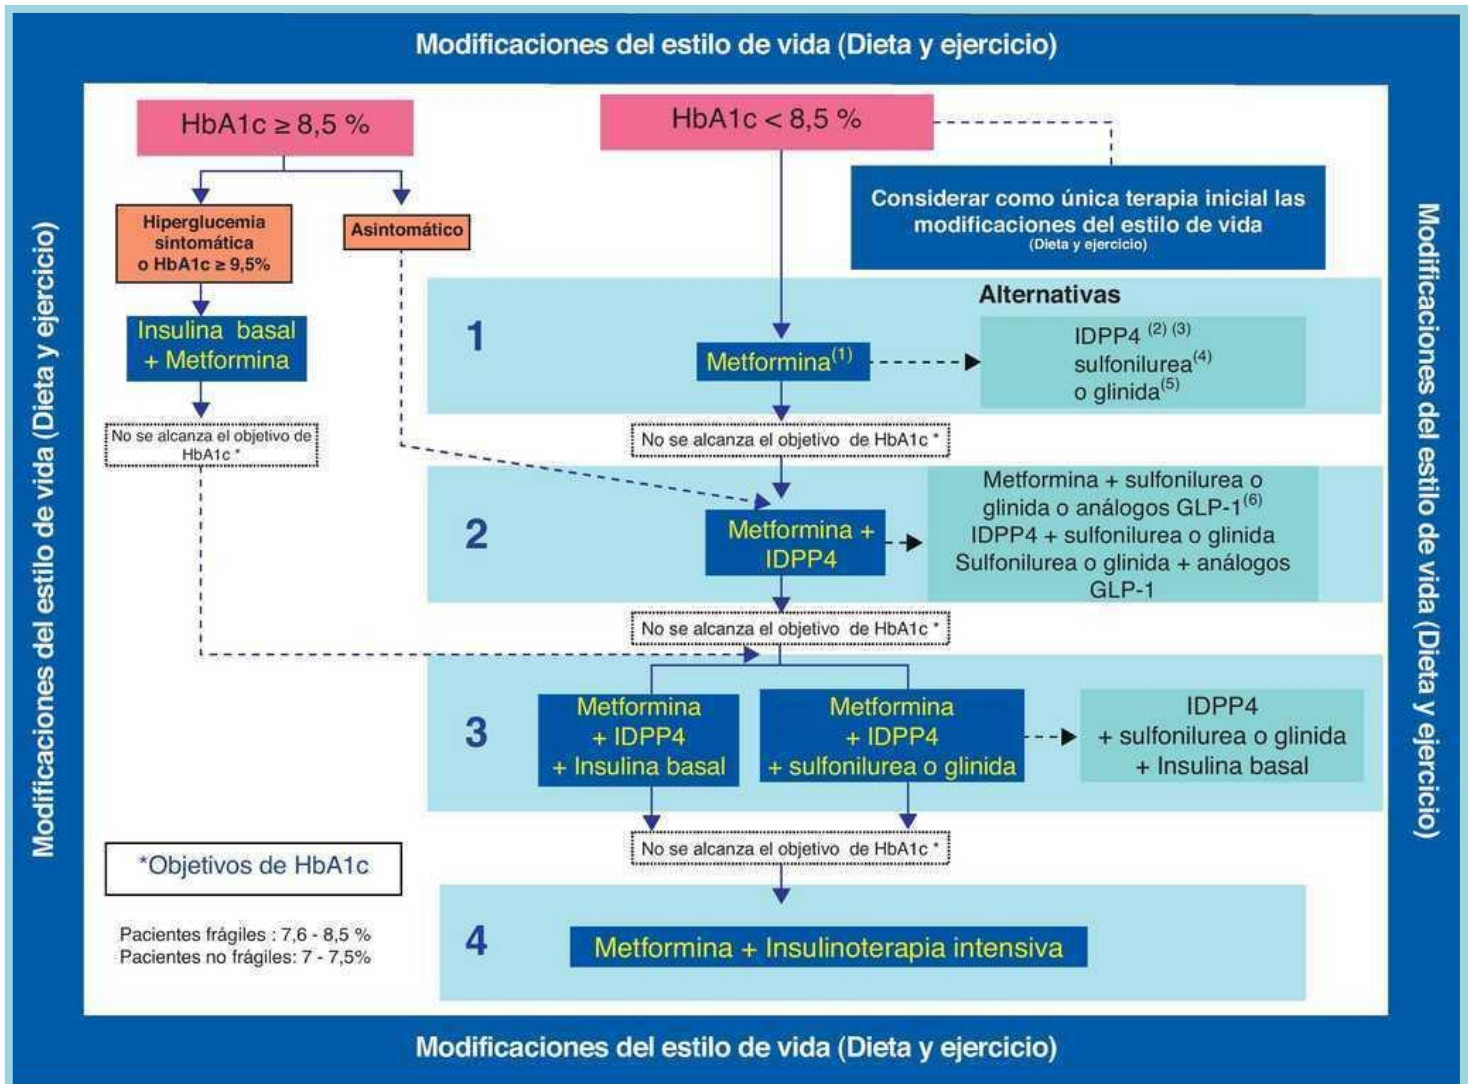 Modificaciones del estilo de vida (Dieta y ejercicio)
Modificaciones del estilo de vida (Dieta y ejercicio)
Modificaciones del estilo de vida (Dieta y ejercicio)
HbA1c ≥ 8,5 %
HbA1c < 8,5 %
Considerar como única terapia inicial las
modificaciones del estilo de vida
(Dieta y ejercicio)
Hiperglucemia
sintomática
o HbA1c ≥ 9,5%
Asintomático
Insulina basal
+ Metformina
No se alcanza el objetivo de
HbA1c *
1
Metformina(1)
Alternativas
IDPP4 (2) (3)
sulfonilurea(4)
o glinida(5)
No se alcanza el objetivo de HbA1c *
2
Metformina +
IDPP4
Metformina + sulfonilurea o
glinida o análogos GLP-1(6)
IDPP4 + sulfonilurea o glinida
Sulfonilurea o glinida + análogos
GLP-1
No se alcanza el objetivo de HbA1c *
3
Metformina
+ IDPP4
+ Insulina basal
Metformina
+ IDPP4
+ sulfonilurea o glinida
IDPP4
+ sulfonilurea o glinida
+ Insulina basal
No se alcanza el objetivo de HbA1c *
*Objetivos de HbA1c
Pacientes frágiles : 7,6 - 8,5 %
Pacientes no frágiles: 7 - 7,5%
4
Metformina + Insulinoterapia intensiva
Modificaciones del estilo de vida (Dieta y ejercicio)